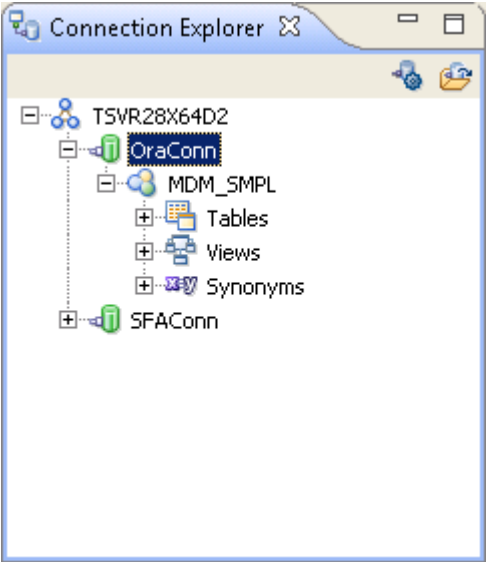 Connection Explorer
TSVR28X64D2
OraConn
MDM_SMPL
Tables
Views
Synonyms
SFAConn